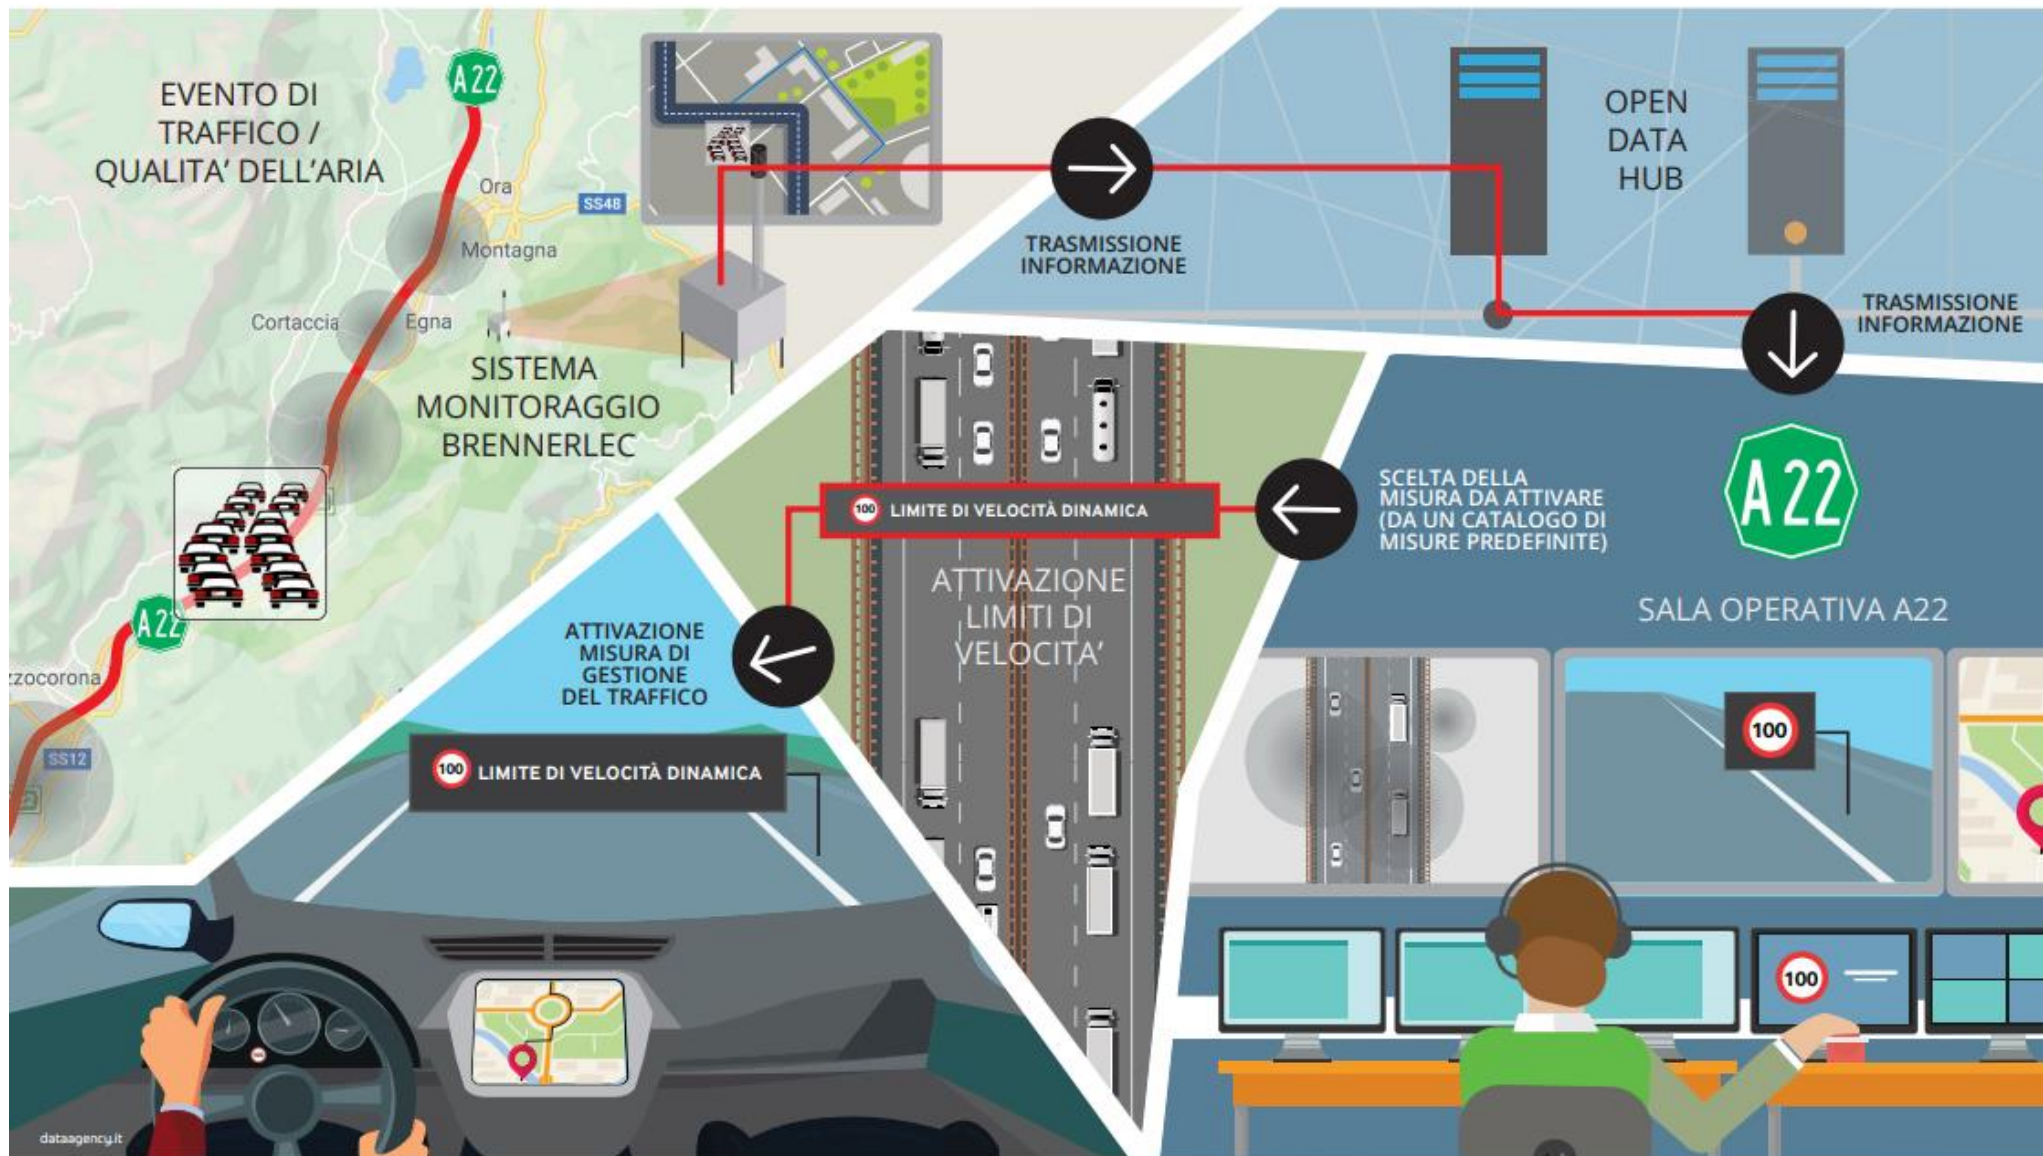 EVENTO DI
TRAFFICO /
QUALITA' DELL'ARIA
A22
Ora
SS48
Montagna
Cortaccia
Egna
SISTEMA
MONITORAGGIO
BRENNERLEC
A22
zzocorona
SS12
TRASMISSIONE
INFORMAZIONE
OPEN
DATA
HUB
TRASMISSIONE
INFORMAZIONE
A22
SCELTA DELLA
MISURA DA ATTIVARE
(DA UN CATALOGO DI
MISURE PREDEFINITE)
SALA OPERATIVA A22
100
100
100 LIMITE DI VELOCITÀ DINAMICA
ATTIVAZIONE
LIMITI DI
VELOCITA'
ATTIVAZIONE
MISURA DI
GESTIONE
DEL TRAFFICO
100 LIMITE DI VELOCITÀ DINAMICA
100
dataagency.it